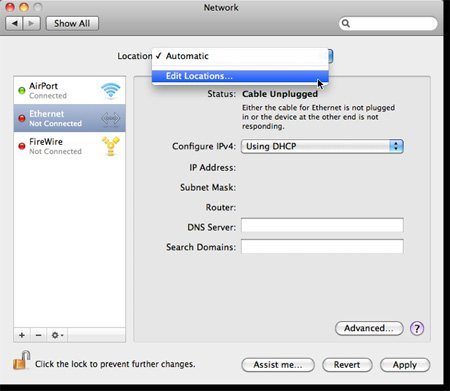 Network
Show All
Location ✓ Automatic
Edit Locations...
AirPort
Connected
Ethernet
Not Connected
FireWire
Not Connected
Status: Cable Unplugged
Either the cable for Ethernet is not plugged
in or the device at the other end is not
responding.
Configure IPv4: Using DHCP
IP Address:
Subnet Mask:
Router:
DNS Server:
Search Domains:
Advanced... ?
Click the lock to prevent further changes.
Assist me... Revert Apply